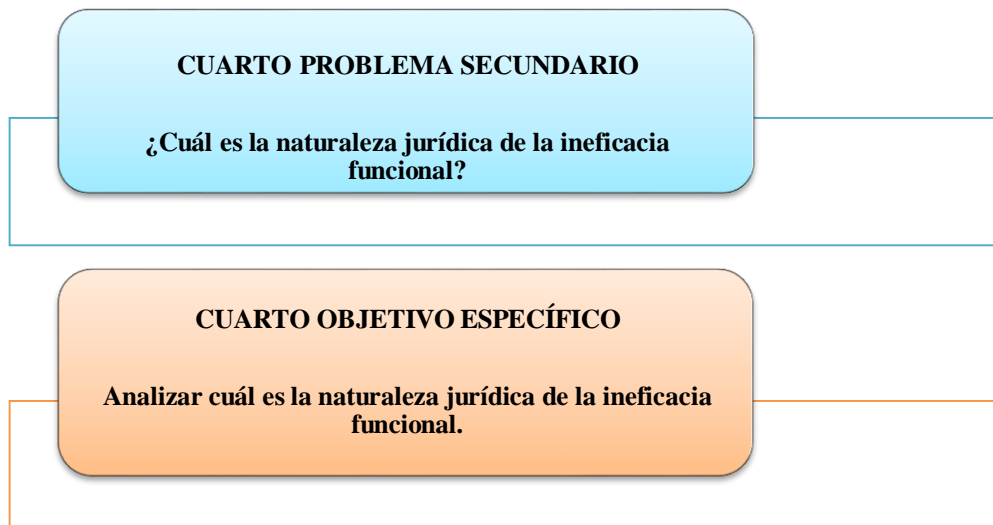 CUARTO PROBLEMA SECUNDARIO
¿Cuál es la naturaleza jurídica de la ineficacia
funcional?
CUARTO OBJETIVO ESPECÍFICO
Analizar cuál es la naturaleza jurídica de la ineficacia
funcional.